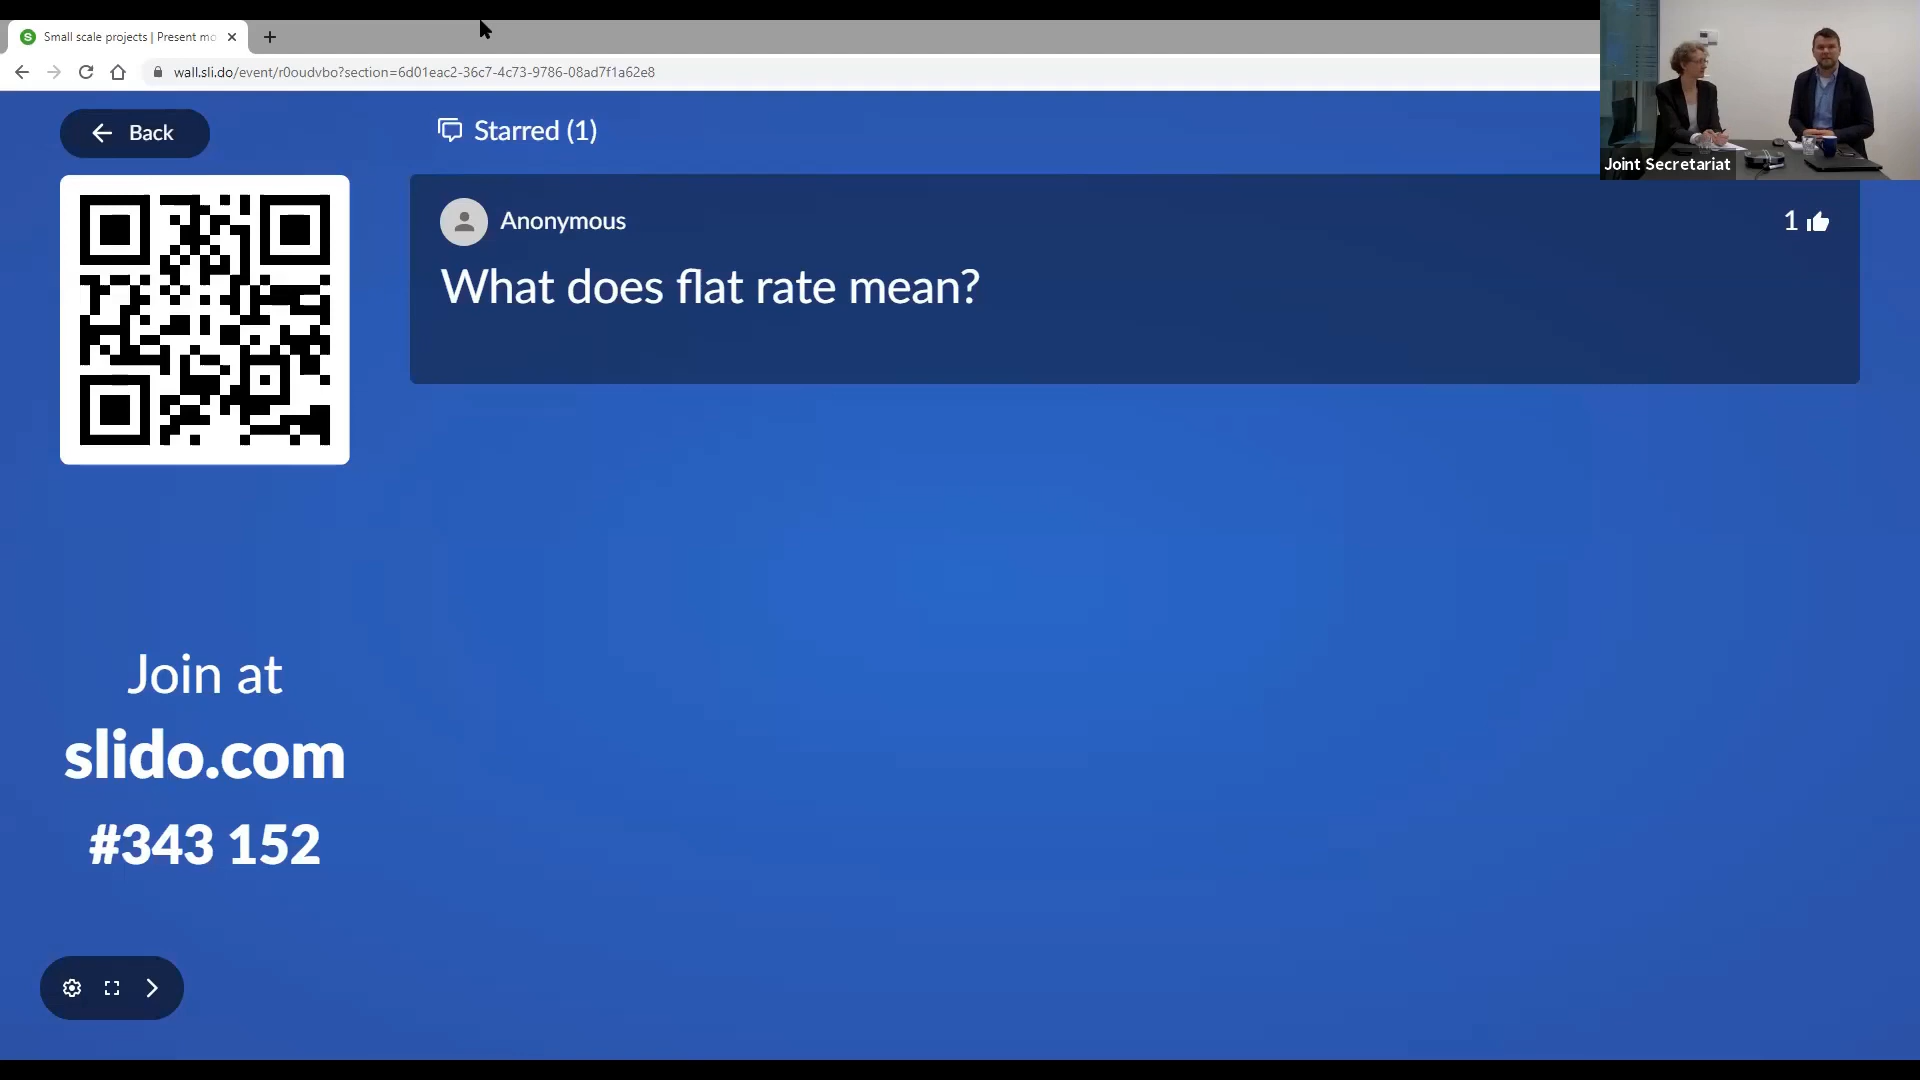 Small scale projects | Present mo
wall.sli.do/event/r0oudvbo?section=6d01eac2-36c7-4c73-9786-08ad7f1a62e8
Back
Starred (1)
Joint Secretariat
Anonymous
1
What does flat rate mean?
Join at
slido.com
#343 152